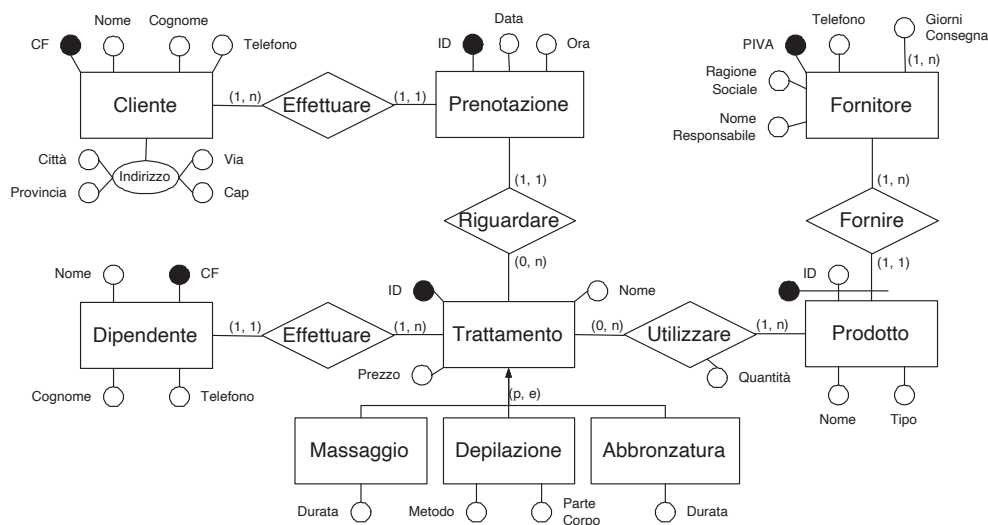 Nome
Cognome
CF
Telefono
Cliente
(1, n)
Effettuare
(1, 1)
Data
ID
Ora
Prenotazione
Telefono
Giorni
Consegna
PIVA
(1, n)
Ragione
Sociale
Fornitore
Nome
Responsabile
Città
Via
Indirizzo
Provincia
Cap
(1, 1)
Riguardare
(0, n)
(1, n)
Fornire
(1, 1)
Nome
CF
Dipendente
(1, 1)
Effettuare
(1, n)
Cognome
Telefono
ID
Nome
Trattamento
Prezzo
(0, n)
Utilizzare
(1, n)
Quantità
ID
Prodotto
Nome
Tipo
(p, e)
Massaggio
Depilazione
Abbronzatura
Durata
Metodo
Parte
Corpo
Durata